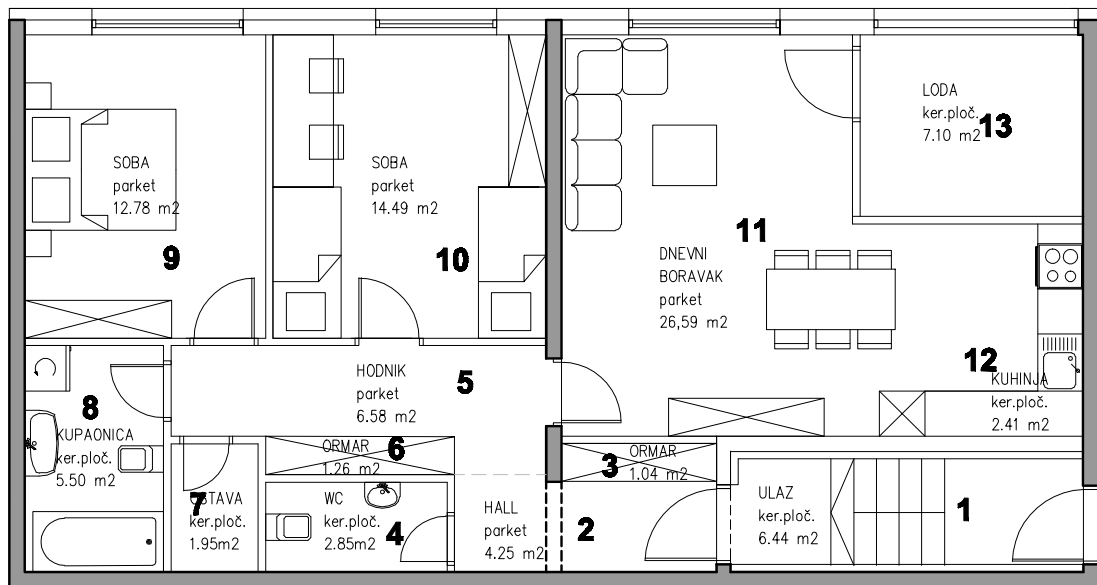 SOBA
parket
12.78 m2
9
SOBA
parket
14.49 m2
10
DNEVNI
BORAVAK
parket
26,59 m2
11
LODA
ker.ploč.
7.10 m2
13
12
KUHINJA
ker.ploč.
2.41 m2
HODNIK
parket
6.58 m2
5
8
KUPAONICA
ker.ploč.
5.50 m2
ORMAR
1.26 m2
6
ORMAR
1.04 m2
3
7
OSTAVA
ker.ploč.
1.95m2
WC
ker.ploč.
2.85m2
4
HALL
parket
4.25 m2
2
ULAZ
ker.ploč.
6.44 m2
1